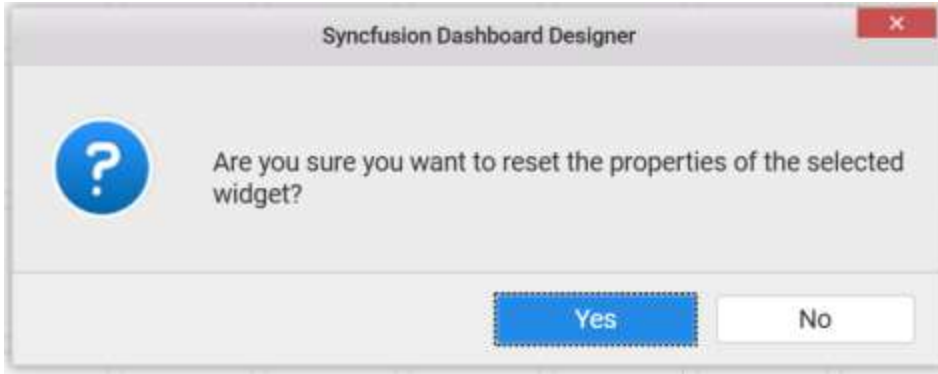 Syncfusion Dashboard Designer
Are you sure you want to reset the properties of the selected
widget?
Yes
No